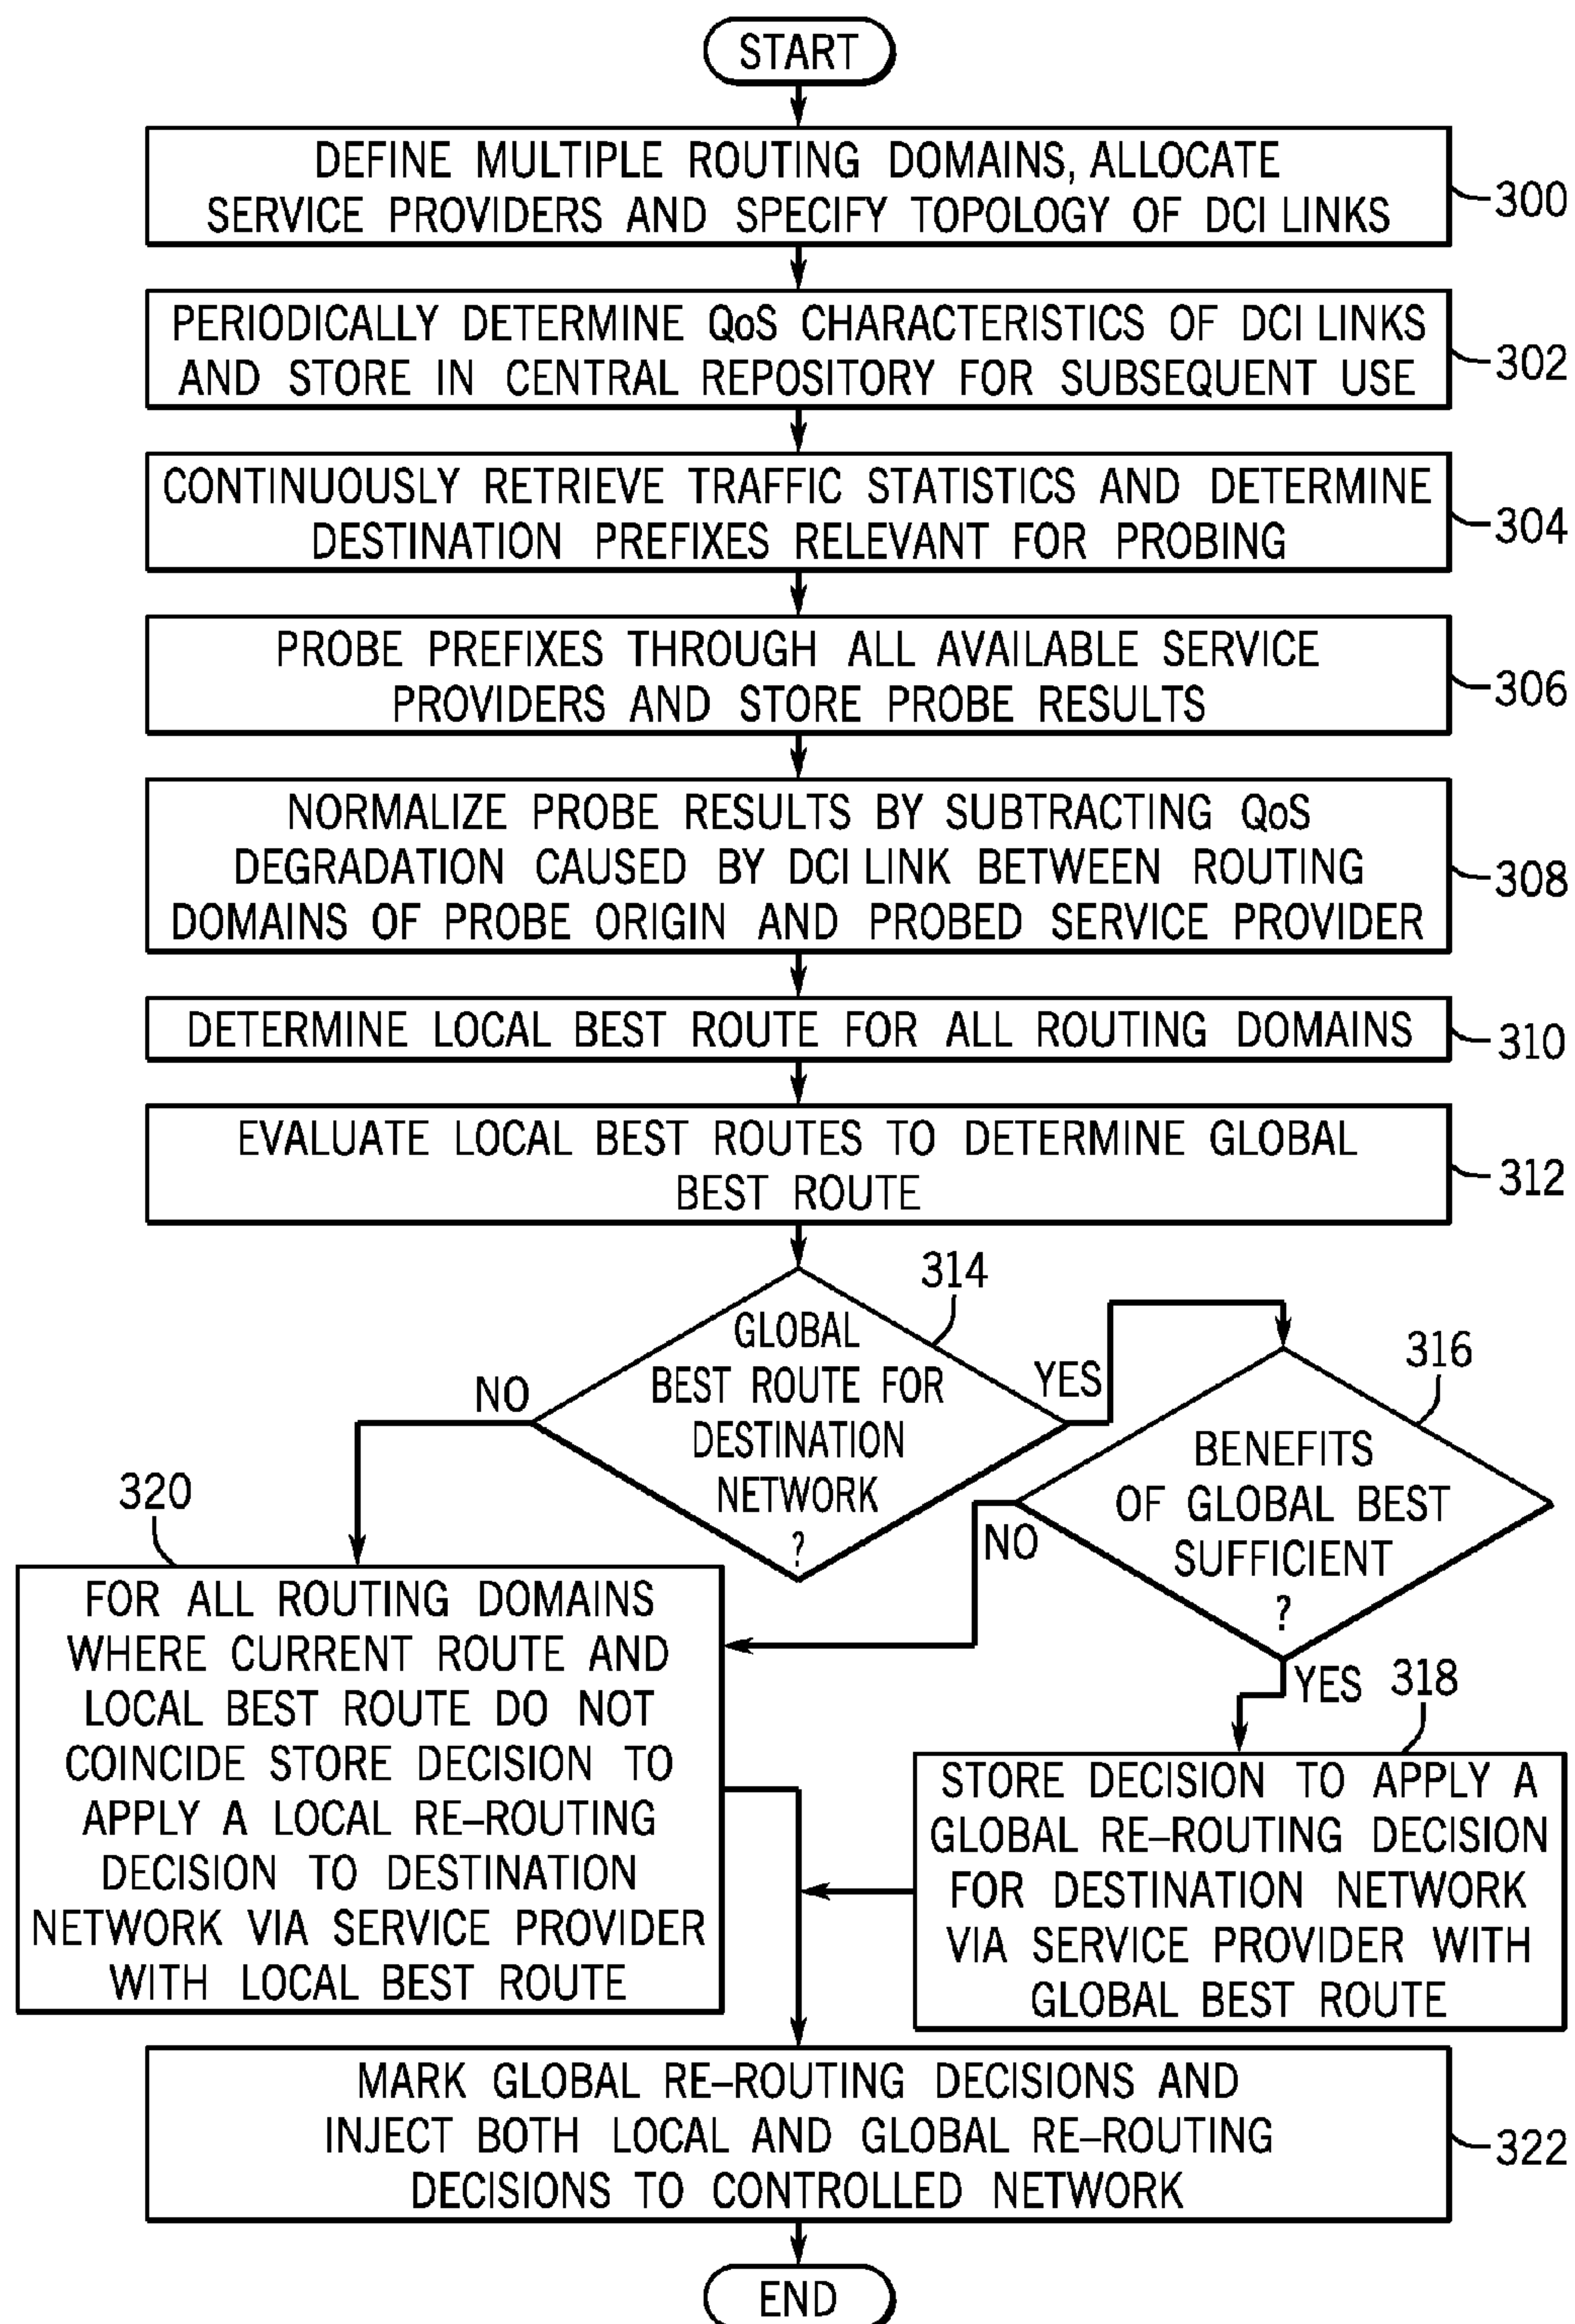 START
DEFINE MULTIPLE ROUTING DOMAINS, ALLOCATE
SERVICE PROVIDERS AND SPECIFY TOPOLOGY OF DCI LINKS
300
PERIODICALLY DETERMINE QoS CHARACTERISTICS OF DCI LINKS
AND STORE IN CENTRAL REPOSITORY FOR SUBSEQUENT USE
302
CONTINUOUSLY RETRIEVE TRAFFIC STATISTICS AND DETERMINE
DESTINATION PREFIXES RELEVANT FOR PROBING
304
PROBE PREFIXES THROUGH ALL AVAILABLE SERVICE
PROVIDERS AND STORE PROBE RESULTS
306
NORMALIZE PROBE RESULTS BY SUBTRACTING QoS
DEGRADATION CAUSED BY DCI LINK BETWEEN ROUTING
DOMAINS OF PROBE ORIGIN AND PROBED SERVICE PROVIDER
308
DETERMINE LOCAL BEST ROUTE FOR ALL ROUTING DOMAINS
310
EVALUATE LOCAL BEST ROUTES TO DETERMINE GLOBAL
BEST ROUTE
312
314
GLOBAL
BEST ROUTE FOR
DESTINATION
NETWORK
?
NO
YES
316
BENEFITS
OF GLOBAL BEST
SUFFICIENT
?
NO
YES
320
FOR ALL ROUTING DOMAINS
WHERE CURRENT ROUTE AND
LOCAL BEST ROUTE DO NOT
COINCIDE STORE DECISION TO
APPLY A LOCAL RE–ROUTING
DECISION TO DESTINATION
NETWORK VIA SERVICE PROVIDER
WITH LOCAL BEST ROUTE
318
STORE DECISION TO APPLY A
GLOBAL RE–ROUTING DECISION
FOR DESTINATION NETWORK
VIA SERVICE PROVIDER WITH
GLOBAL BEST ROUTE
MARK GLOBAL RE–ROUTING DECISIONS AND
INJECT BOTH LOCAL AND GLOBAL RE–ROUTING
DECISIONS TO CONTROLLED NETWORK
322
END